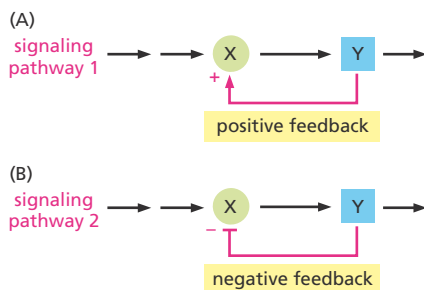 (A)
signaling
pathway 1
X
Y
+
positive feedback
(B)
signaling
pathway 2
X
Y
–
negative feedback